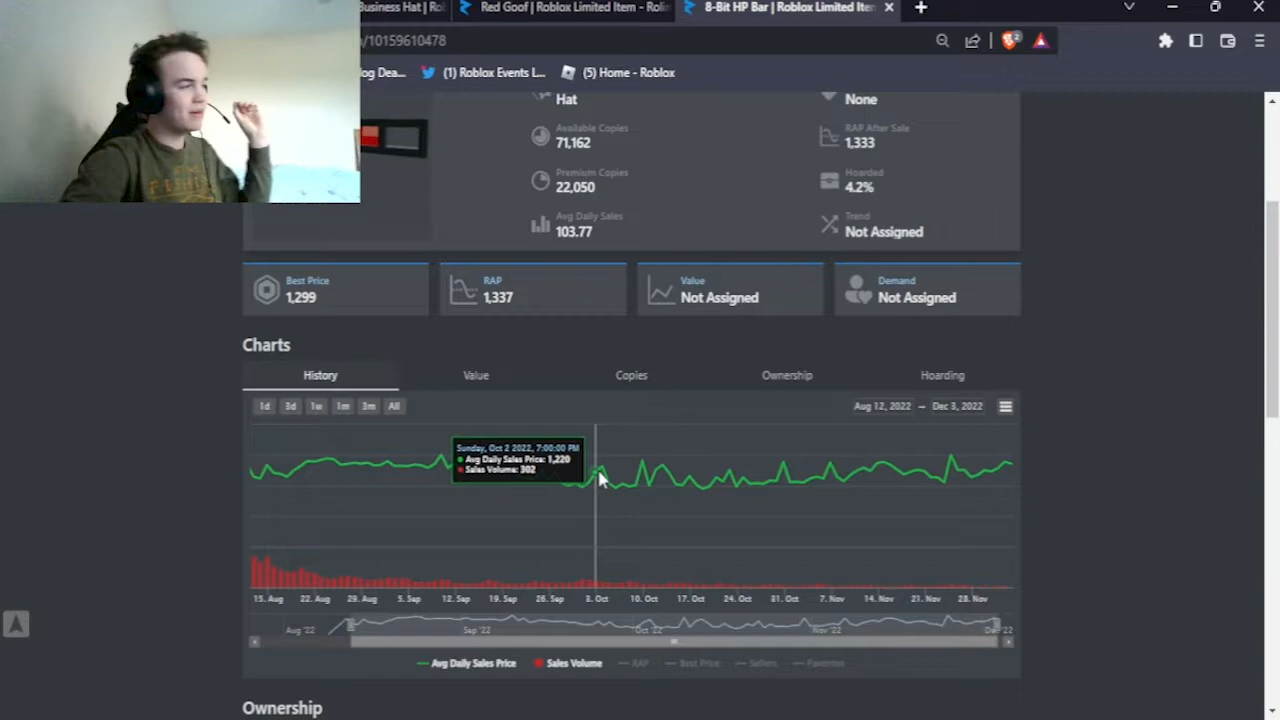 Business Hat | Rol
Red Goof | Roblox Limited Item - Rolin
8-Bit HP Bar | Roblox Limited Item
/10159610478
log Dea...
(1) Roblox Events L...
(5) Home - Roblox
2
Hat
None
Available Copies
71,162
RAP After Sale
1,333
Premium Copies
22,050
Hoarded
4.2%
Avg Daily Sales
103.77
Trend
Not Assigned
Best Price
1,299
RAP
1,337
Value
Not Assigned
Demand
Not Assigned
Charts
History
Value
Copies
Ownership
Hoarding
1d 3d 1w 1m 3m All
Aug 12, 2022 → Dec 3, 2022
Sunday, Oct 2 2022, 7:00:00 PM
Avg Daily Sales Price: 1,220
Sales Volume: 302
15. Aug 22. Aug 29. Aug 5. Sep 12. Sep 19. Sep 26. Sep 3. Oct 10. Oct 17. Oct 24. Oct 31. Oct 7. Nov 14. Nov 21. Nov 28. Nov
Aug '22 Sep '22 Oct '22 Nov '22 Dec '22
Avg Daily Sales Price Sales Volume RAP Best Price Sellers Favorites
Ownership